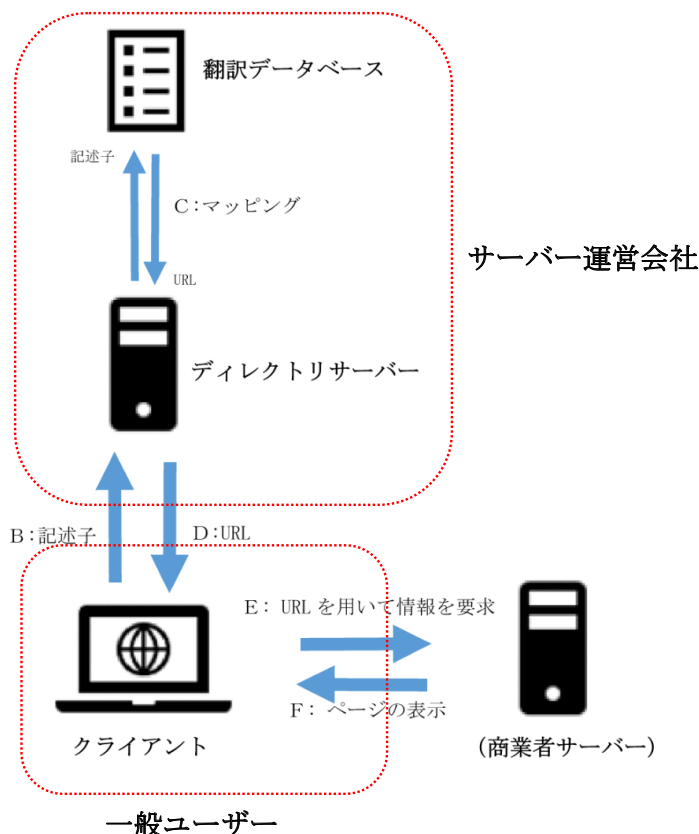 翻訳データベース
記述子
C:マッピング
サーバー運営会社
URL
ディレクトリサーバー
B:記述子
D:URL
E: URL を用いて情報を要求
F: ページの表示
クライアント
(商業者サーバー)
一般ユーザー